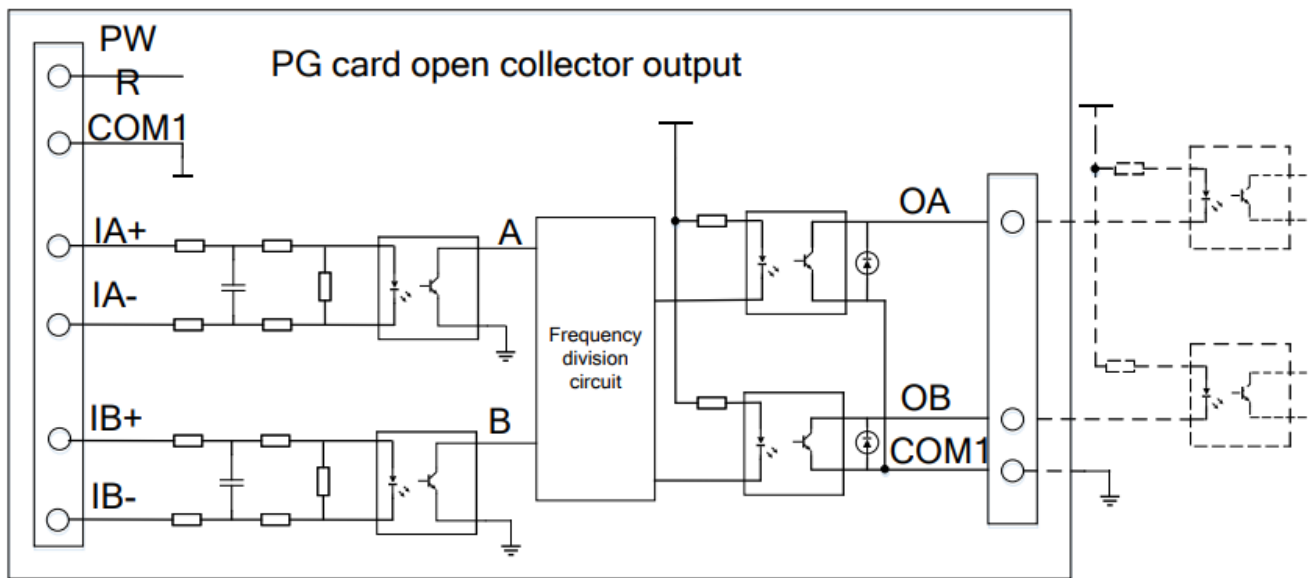 PG card open collector output
PW
R
COM1
IA+
IA-
IB+
IB-
A
B
Frequency
division
circuit
OA
OB
COM1